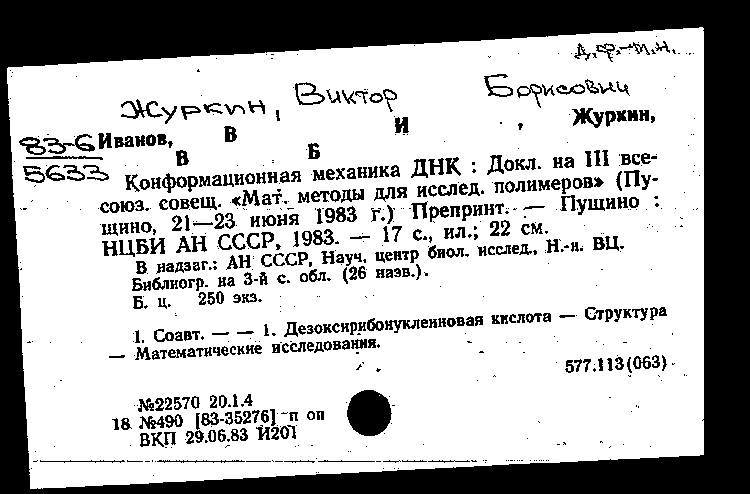 д.ф.-м.н.
Журкин, Виктор Борисович
83-6 Иванов, В И , Журкин,
5633 В Б
Конформационная механика ДНК : Докл. на III все-
союз. совещ. «Мат. методы для исслед. полимеров» (Пу-
щино, 21—23 июня 1983 г.) Препринт. — Пущино :
НЦБИ АН СССР, 1983. — 17 с., ил.; 22 см.
В надзаг.: АН СССР, Науч. центр биол. исслед., Н.-и. ВЦ.
Библиогр. на 3-й с. обл. (26 назв.).
Б. ц. 250 экз.
I. Соавт. — — 1. Дезоксирибонуклеиновая кислота — Структура
— Математические исследования.
577.113(063)
№22570 20.1.4
18 №490 [83-35276] п оп
ВКП 29.06.83 И201